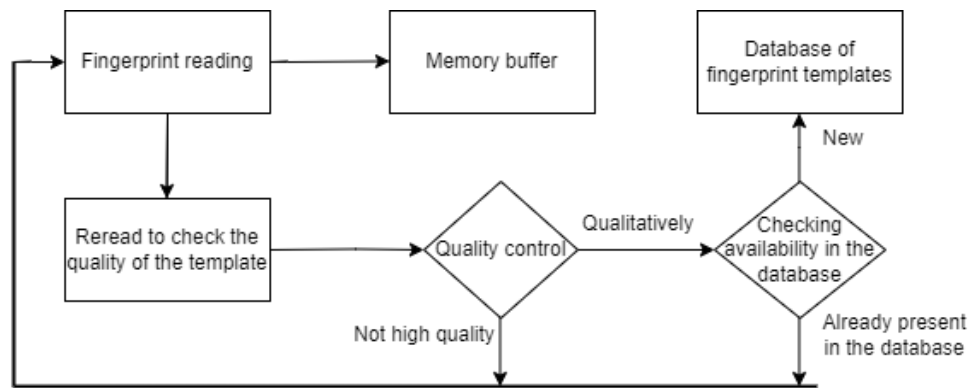 Fingerprint reading
Memory buffer
Database of
fingerprint templates
New
Reread to check the
quality of the template
Quality control
Qualitatively
Checking
availability in the
database
Not high quality
Already present
in the database